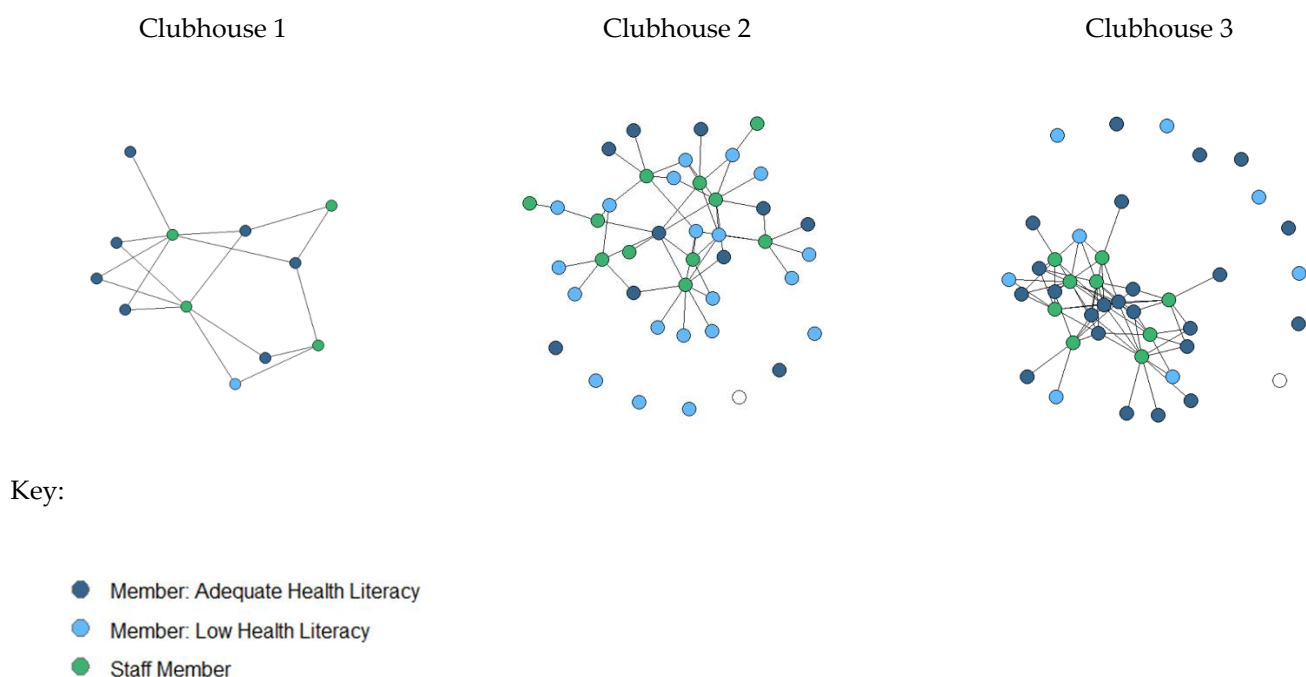 Clubhouse 1
Clubhouse 2
Clubhouse 3
Key:
Member: Adequate Health Literacy
Member: Low Health Literacy
Staff Member